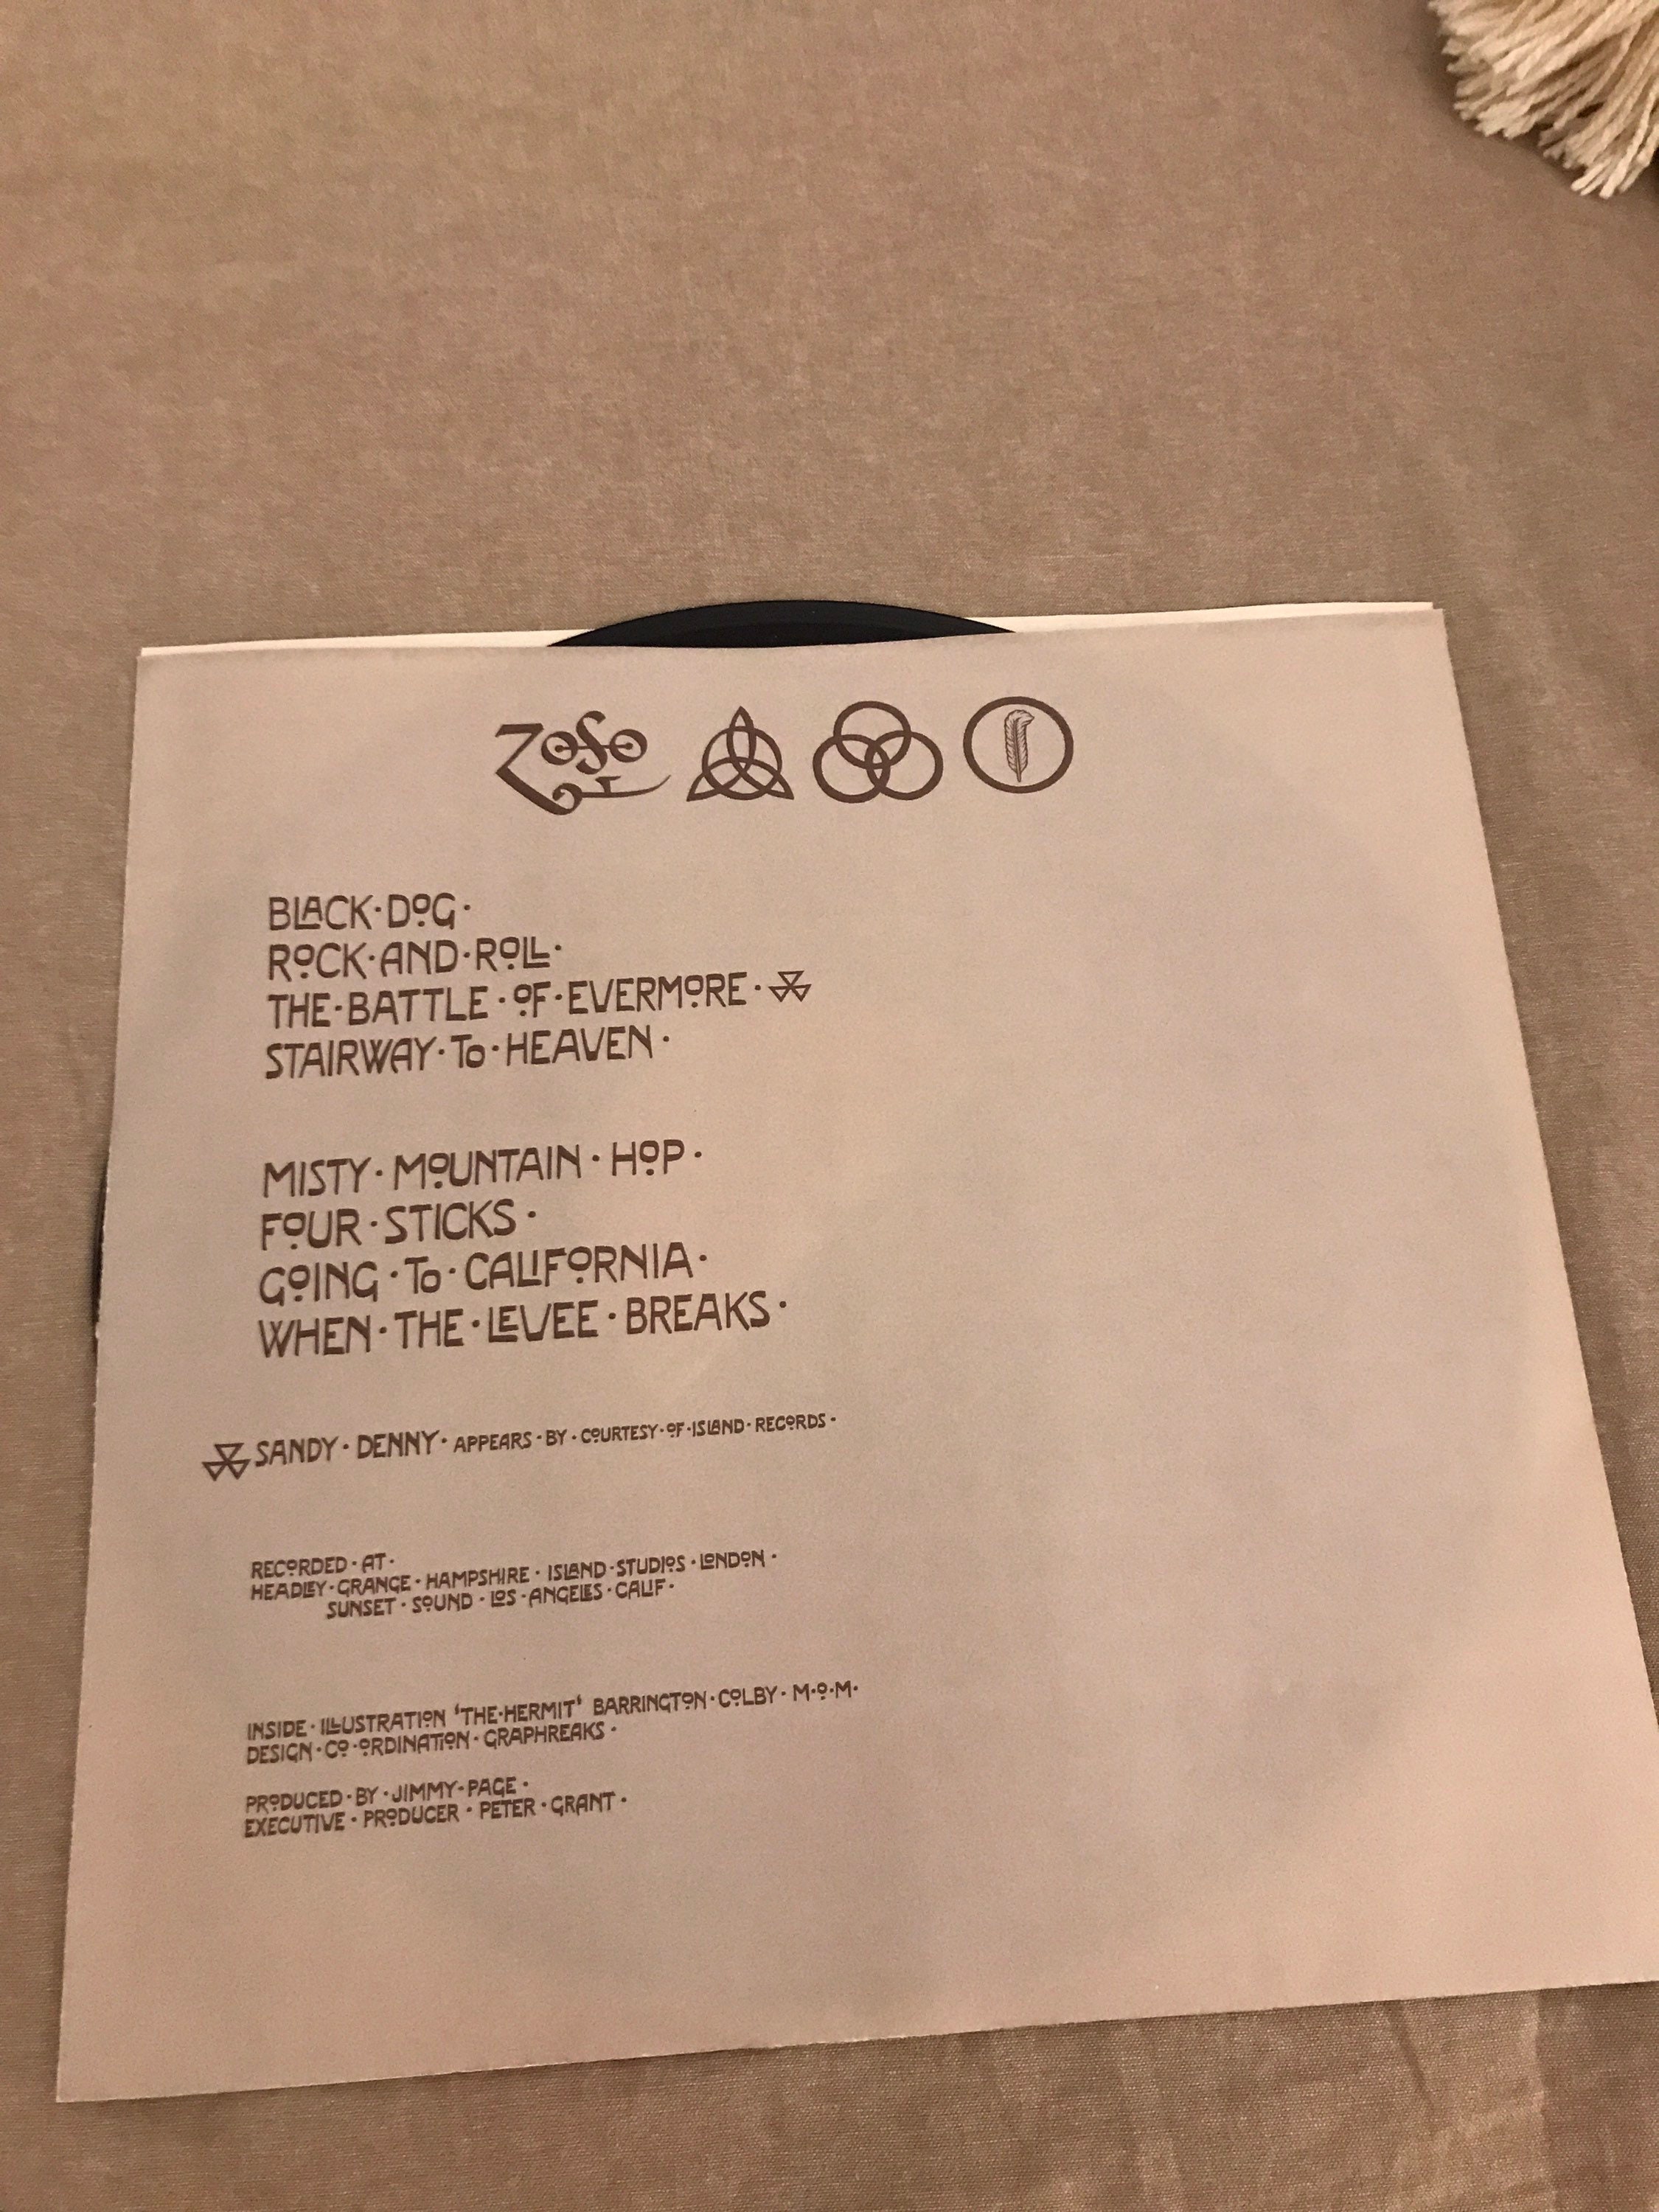 ZOSO
BLACK·DOG·
ROCK·AND·ROLL·
THE·BATTLE·OF·EVERMORE·
STAIRWAY·TO·HEAVEN·
MISTY·MOUNTAIN·HOP·
FOUR·STICKS·
GOING·TO·CALIFORNIA·
WHEN·THE·LEVEE·BREAKS·
SANDY·DENNY·APPEARS·BY·COURTESY·OF·ISLAND·RECORDS·
RECORDED·AT·
HEADLEY·GRANGE·HAMPSHIRE·ISLAND·STUDIOS·LONDON·
SUNSET·SOUND·LOS·ANGELES·CALIF·
INSIDE·ILLUSTRATION 'THE·HERMIT' BARRINGTON·COLBY·M·O·M·
DESIGN·CO·ORDINATION·GRAPHREAKS·
PRODUCED·BY·JIMMY·PAGE·
EXECUTIVE·PRODUCER·PETER·GRANT·